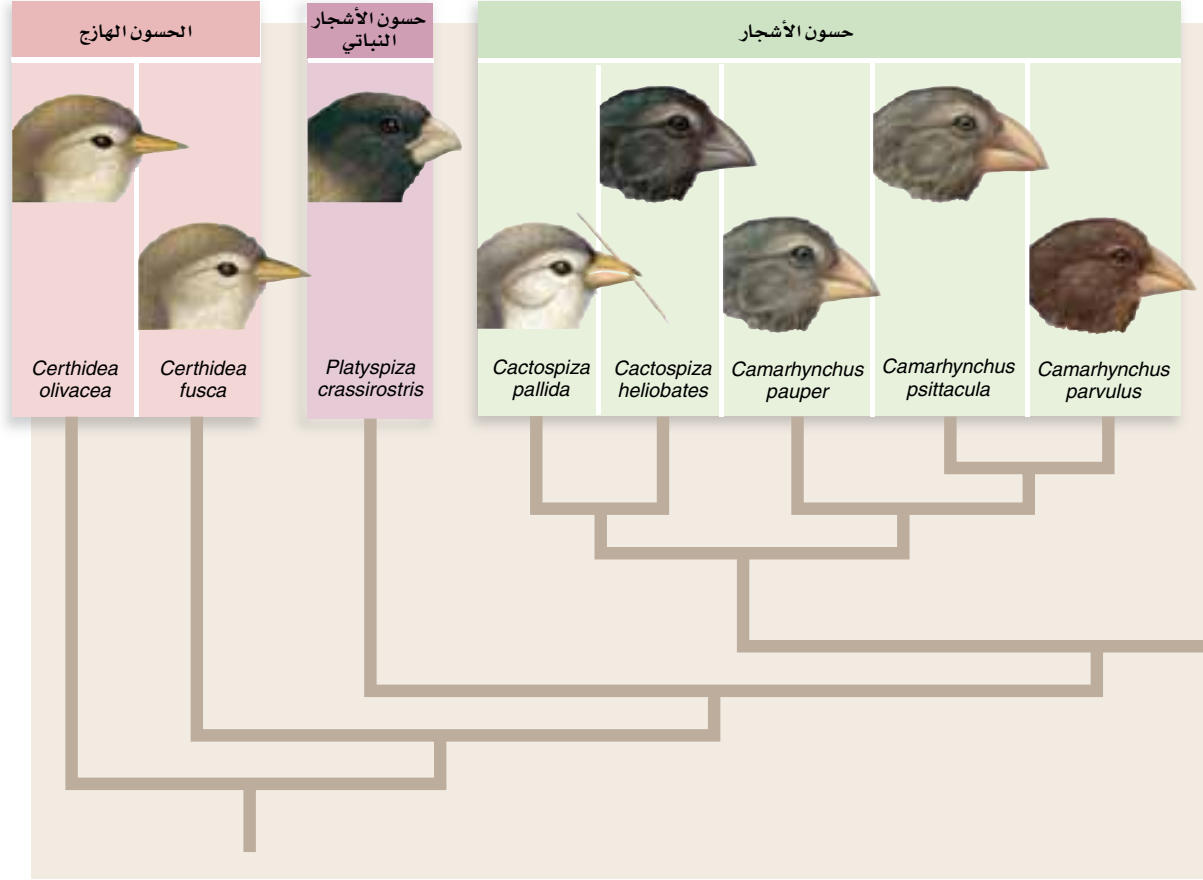 الحسون الهازج
حسون الأشجار
النباتي
حسون الأشجار
Certhidea
olivacea
Certhidea
fusca
Platyspiza
crassirostris
Cactospiza
pallida
Cactospiza
heliobates
Camarhynchus
pauper
Camarhynchus
psittacula
Camarhynchus
parvulus